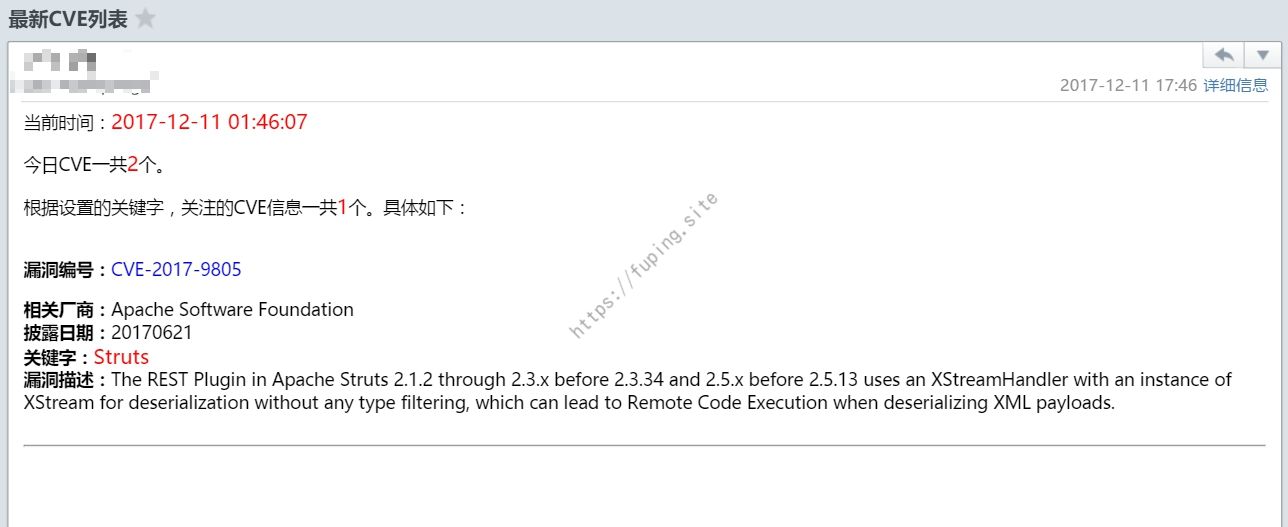 最新CVE列表
2017-12-11 17:46 详细信息
当前时间：2017-12-11 01:46:07
今日CVE一共2个。
根据设置的关键字，关注的CVE信息一共1个。具体如下：
https://fuping.site
漏洞编号：CVE-2017-9805
相关厂商：Apache Software Foundation
披露日期：20170621
关键字：Struts
漏洞描述：The REST Plugin in Apache Struts 2.1.2 through 2.3.x before 2.3.34 and 2.5.x before 2.5.13 uses an XStreamHandler with an instance of
XStream for deserialization without any type filtering, which can lead to Remote Code Execution when deserializing XML payloads.